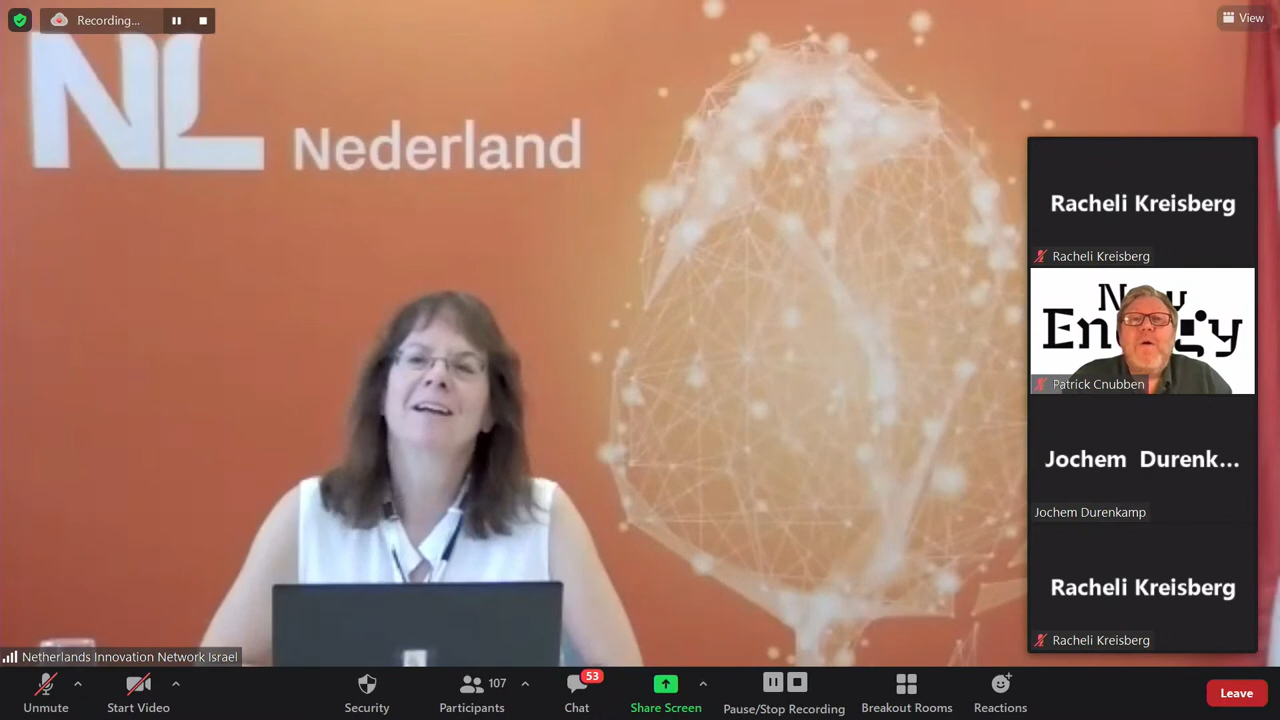 Recording...
View
NL Nederland
Racheli Kreisberg
Racheli Kreisberg
New
Energy
Patrick Cnubben
Jochem Durenk...
Jochem Durenkamp
Racheli Kreisberg
Racheli Kreisberg
Netherlands Innovation Network Israel
Unmute
Start Video
Security
107
Participants
53
Chat
Share Screen
Pause/Stop Recording
Breakout Rooms
Reactions
Leave